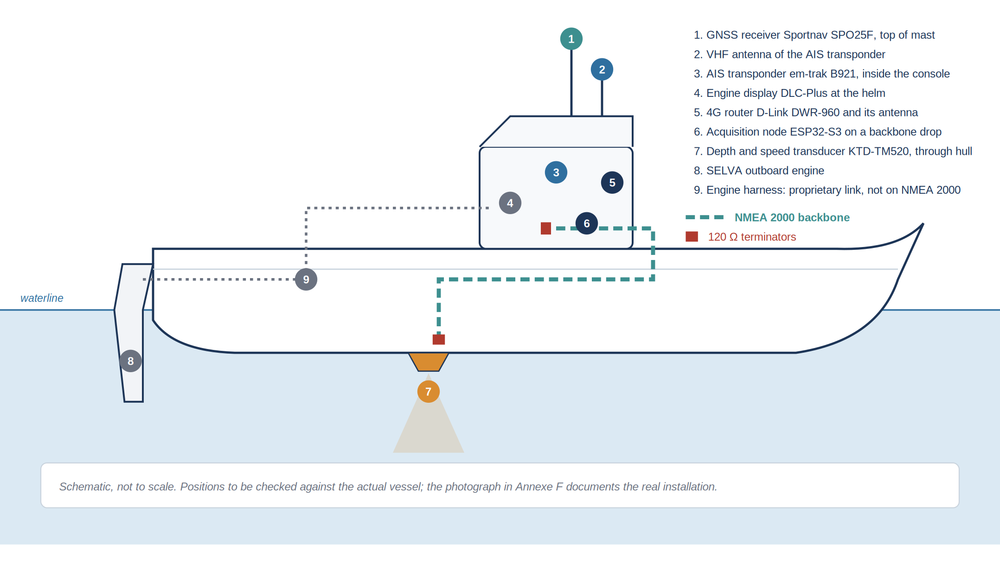 1
2
3
4
5
6
7
8
9
1. GNSS receiver Sportnav SPO25F, top of mast
2. VHF antenna of the AIS transponder
3. AIS transponder em-trak B921, inside the console
4. Engine display DLC-Plus at the helm
5. 4G router D-Link DWR-960 and its antenna
6. Acquisition node ESP32-S3 on a backbone drop
7. Depth and speed transducer KTD-TM520, through hull
8. SELVA outboard engine
9. Engine harness: proprietary link, not on NMEA 2000
NMEA 2000 backbone
120 Ω terminators
waterline
Schematic, not to scale. Positions to be checked against the actual vessel; the photograph in Annexe F documents the real installation.